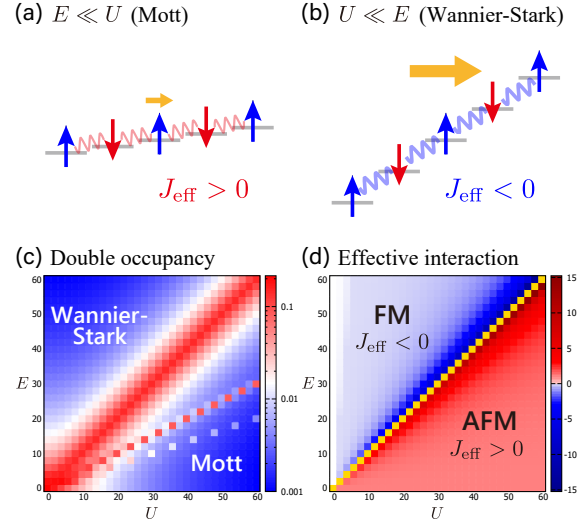 (a) E ≪ U (Mott)
(b) U ≪ E (Wannier-Stark)
J_eff > 0
J_eff < 0
(c) Double occupancy
60
50
40
E 30
20
10
0
0 10 20 30 40 50 60
U
Wannier-
Stark
Mott
0.1
0.01
0.001
(d) Effective interaction
60
50
40
E 30
20
10
0
0 10 20 30 40 50 60
U
FM
J_eff < 0
AFM
J_eff > 0
15
10
5
0
-5
-10
-15